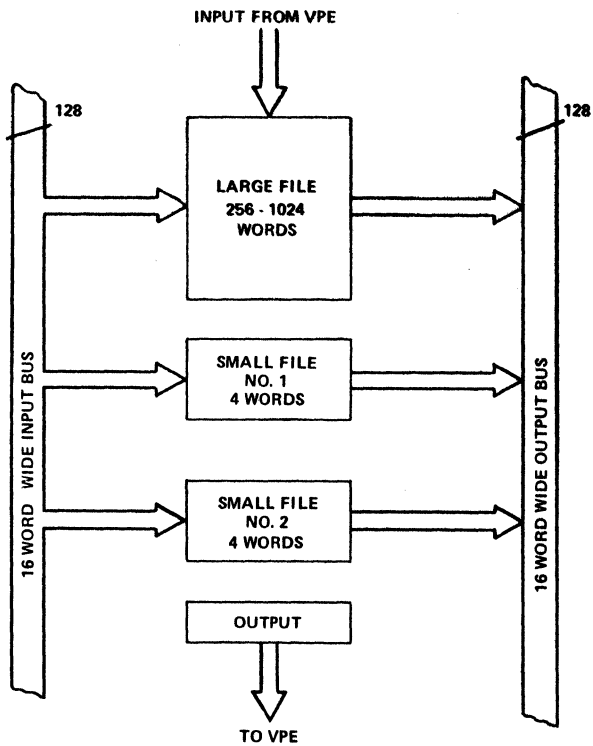 INPUT FROM VPE
128
128
LARGE FILE
256 - 1024
WORDS
SMALL FILE
NO. 1
4 WORDS
SMALL FILE
NO. 2
4 WORDS
OUTPUT
TO VPE
16 WORD WIDE INPUT BUS
16 WORD WIDE OUTPUT BUS